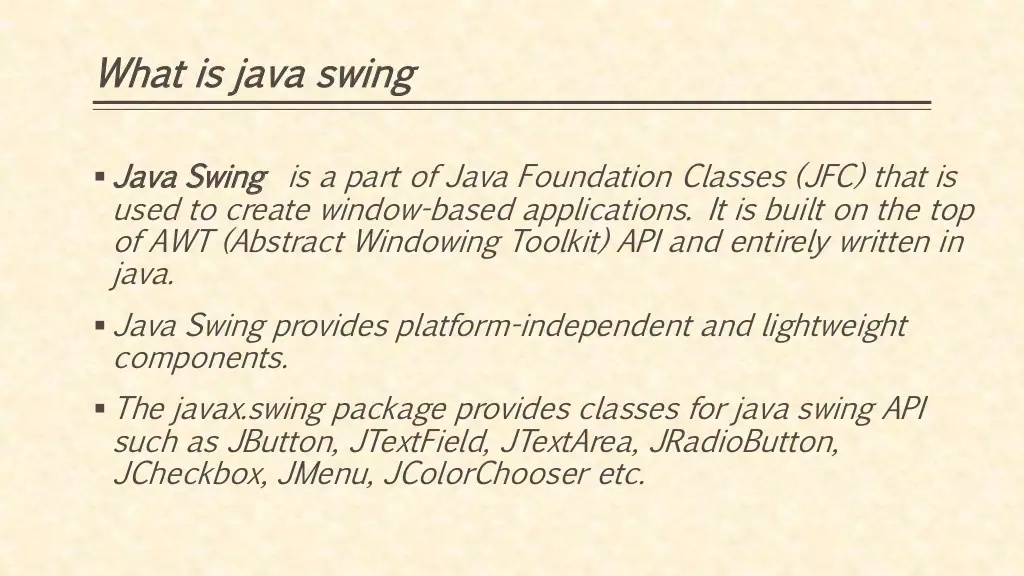 What is java swing
▪ Java Swing is a part of Java Foundation Classes (JFC) that is
used to create window-based applications. It is built on the top
of AWT (Abstract Windowing Toolkit) API and entirely written in
java.
▪ Java Swing provides platform-independent and lightweight
components.
▪ The javax.swing package provides classes for java swing API
such as JButton, JTextField, JTextArea, JRadioButton,
JCheckbox, JMenu, JColorChooser etc.